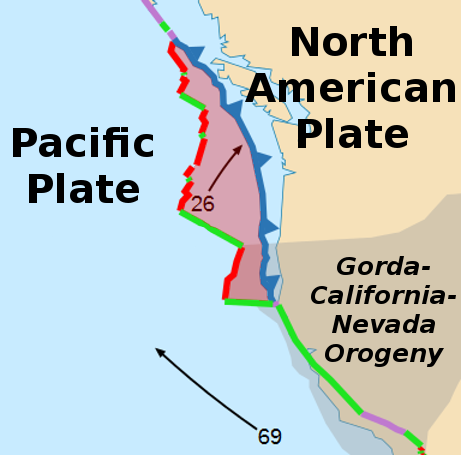 North
American
Plate
Pacific
Plate
26
Gorda-
California-
Nevada
Orogeny
69